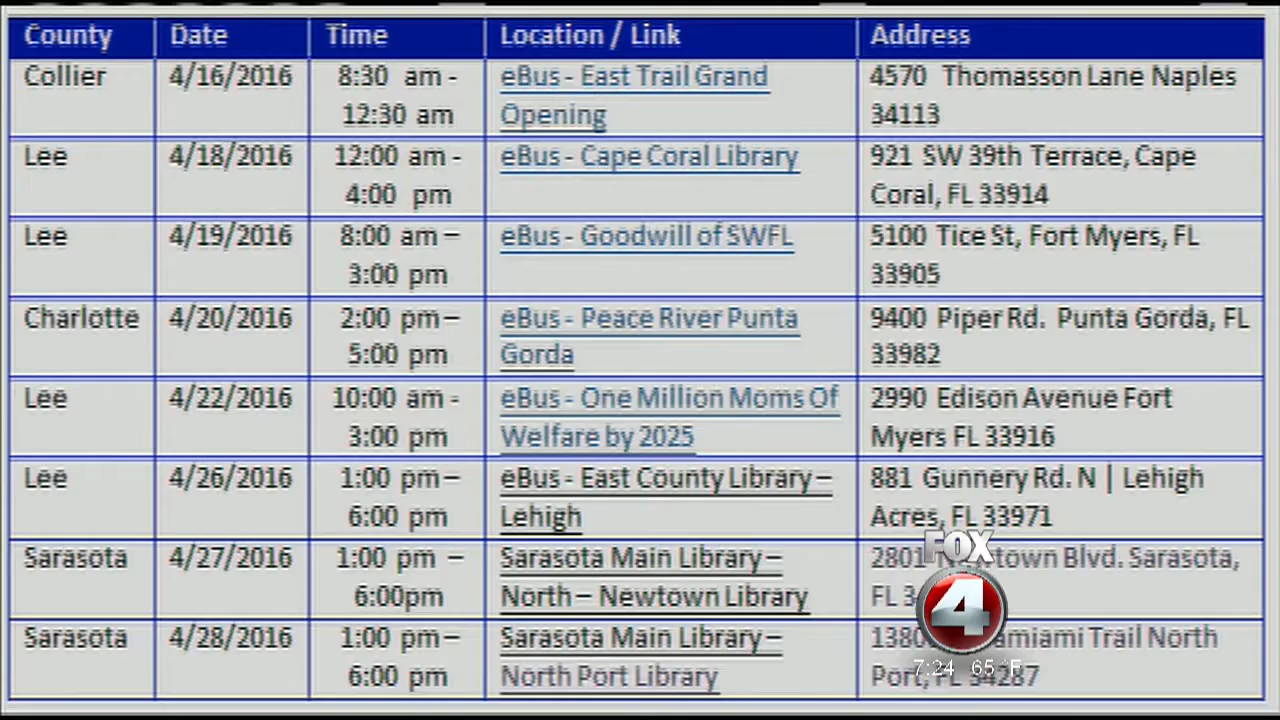 County Date Time Location / Link Address
Collier 4/16/2016 8:30 am - eBus - East Trail Grand 4570 Thomasson Lane Naples
12:30 am Opening 34113
Lee 4/18/2016 12:00 am - eBus - Cape Coral Library 921 SW 39th Terrace, Cape
4:00 pm Coral, FL 33914
Lee 4/19/2016 8:00 am – eBus - Goodwill of SWFL 5100 Tice St, Fort Myers, FL
3:00 pm 33905
Charlotte 4/20/2016 2:00 pm – eBus - Peace River Punta 9400 Piper Rd. Punta Gorda, FL
5:00 pm Gorda 33982
Lee 4/22/2016 10:00 am - eBus - One Million Moms Of 2990 Edison Avenue Fort
3:00 pm Welfare by 2025 Myers FL 33916
Lee 4/26/2016 1:00 pm – eBus - East County Library – 881 Gunnery Rd. N | Lehigh
6:00 pm Lehigh Acres, FL 33971
Sarasota 4/27/2016 1:00 pm – Sarasota Main Library – 2801 Blvd. Sarasota,
6:00pm North – Newtown Library FL
Sarasota 4/28/2016 1:00 pm – Sarasota Main Library – Trail North
6:00 pm North Port Library Port, FL 34287
FOX
4
7:24 65 °F